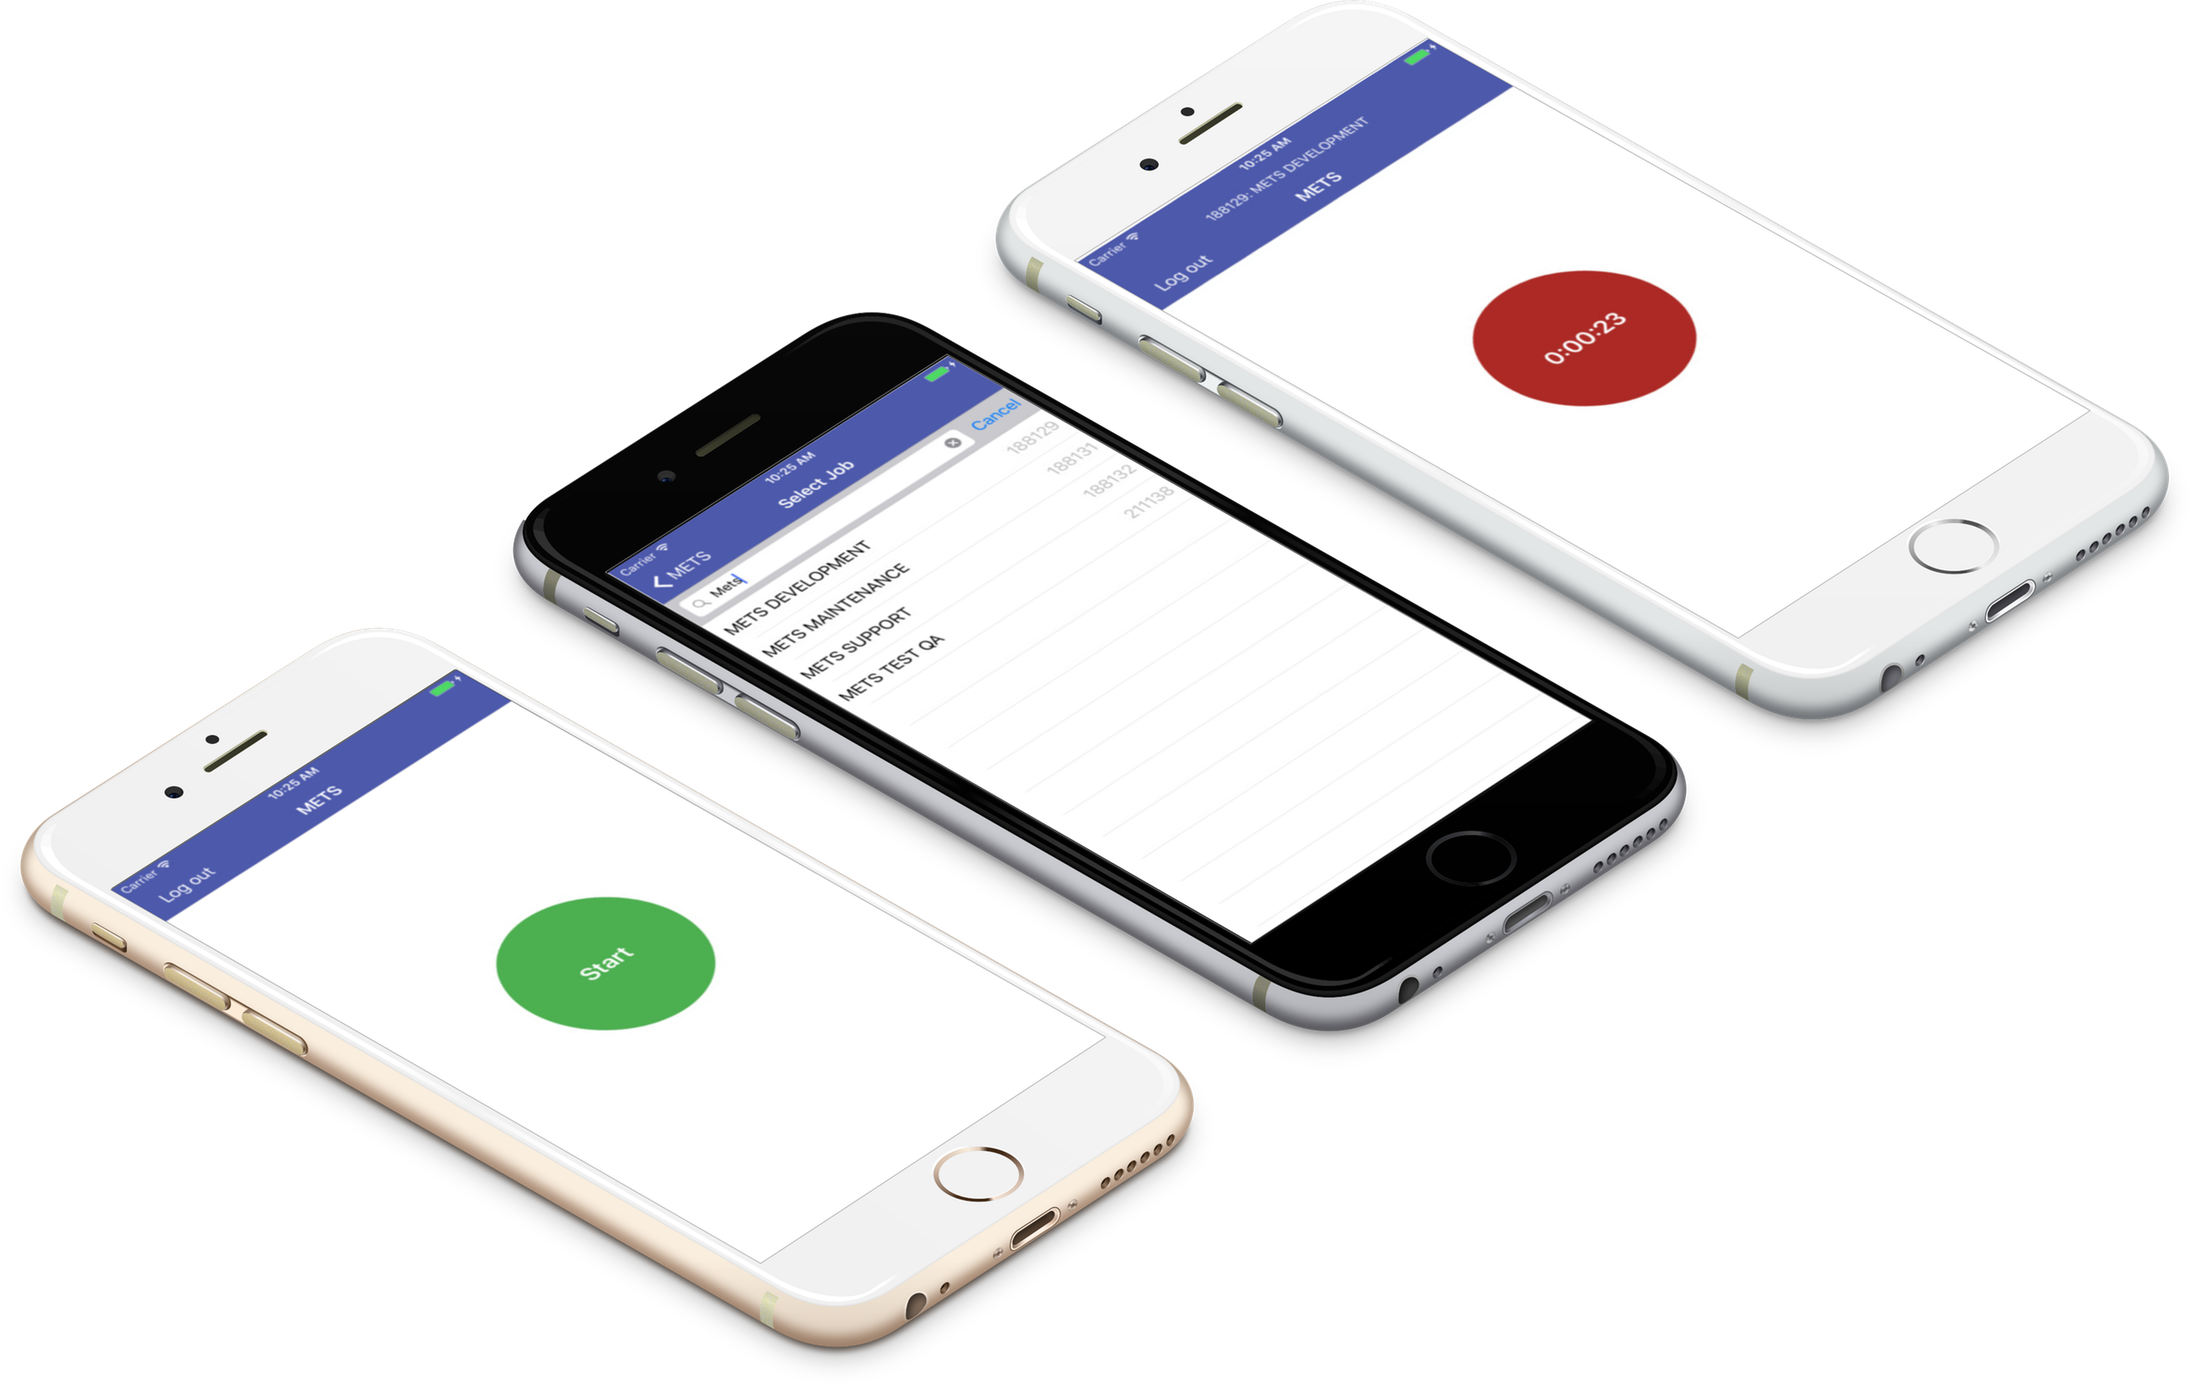 Carrier 10:25 AM
Log out METS
Start
Carrier 10:25 AM
METS Select Job
Mets Cancel
METS DEVELOPMENT 188129
METS MAINTENANCE 188131
METS SUPPORT 188132
METS TEST QA 211138
Carrier 10:25 AM
188129: METS DEVELOPMENT
Log out METS
0:00:23